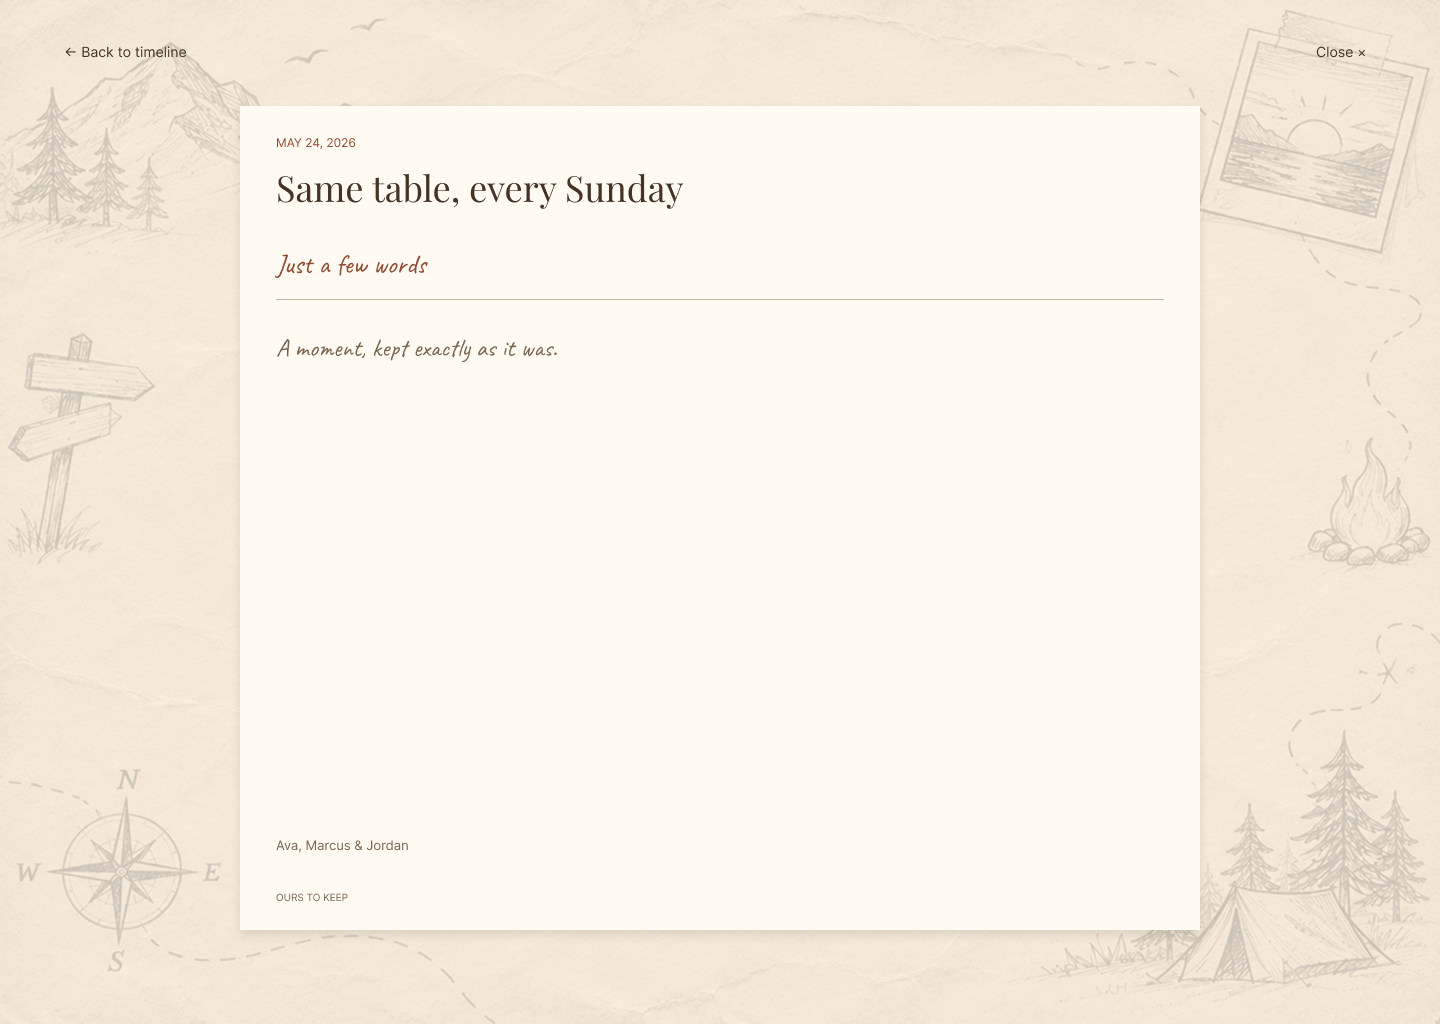 ← Back to timeline
Close ×
MAY 24, 2026
Same table, every Sunday
Just a few words
A moment, kept exactly as it was.
Ava, Marcus & Jordan
OURS TO KEEP
N
W
E
S